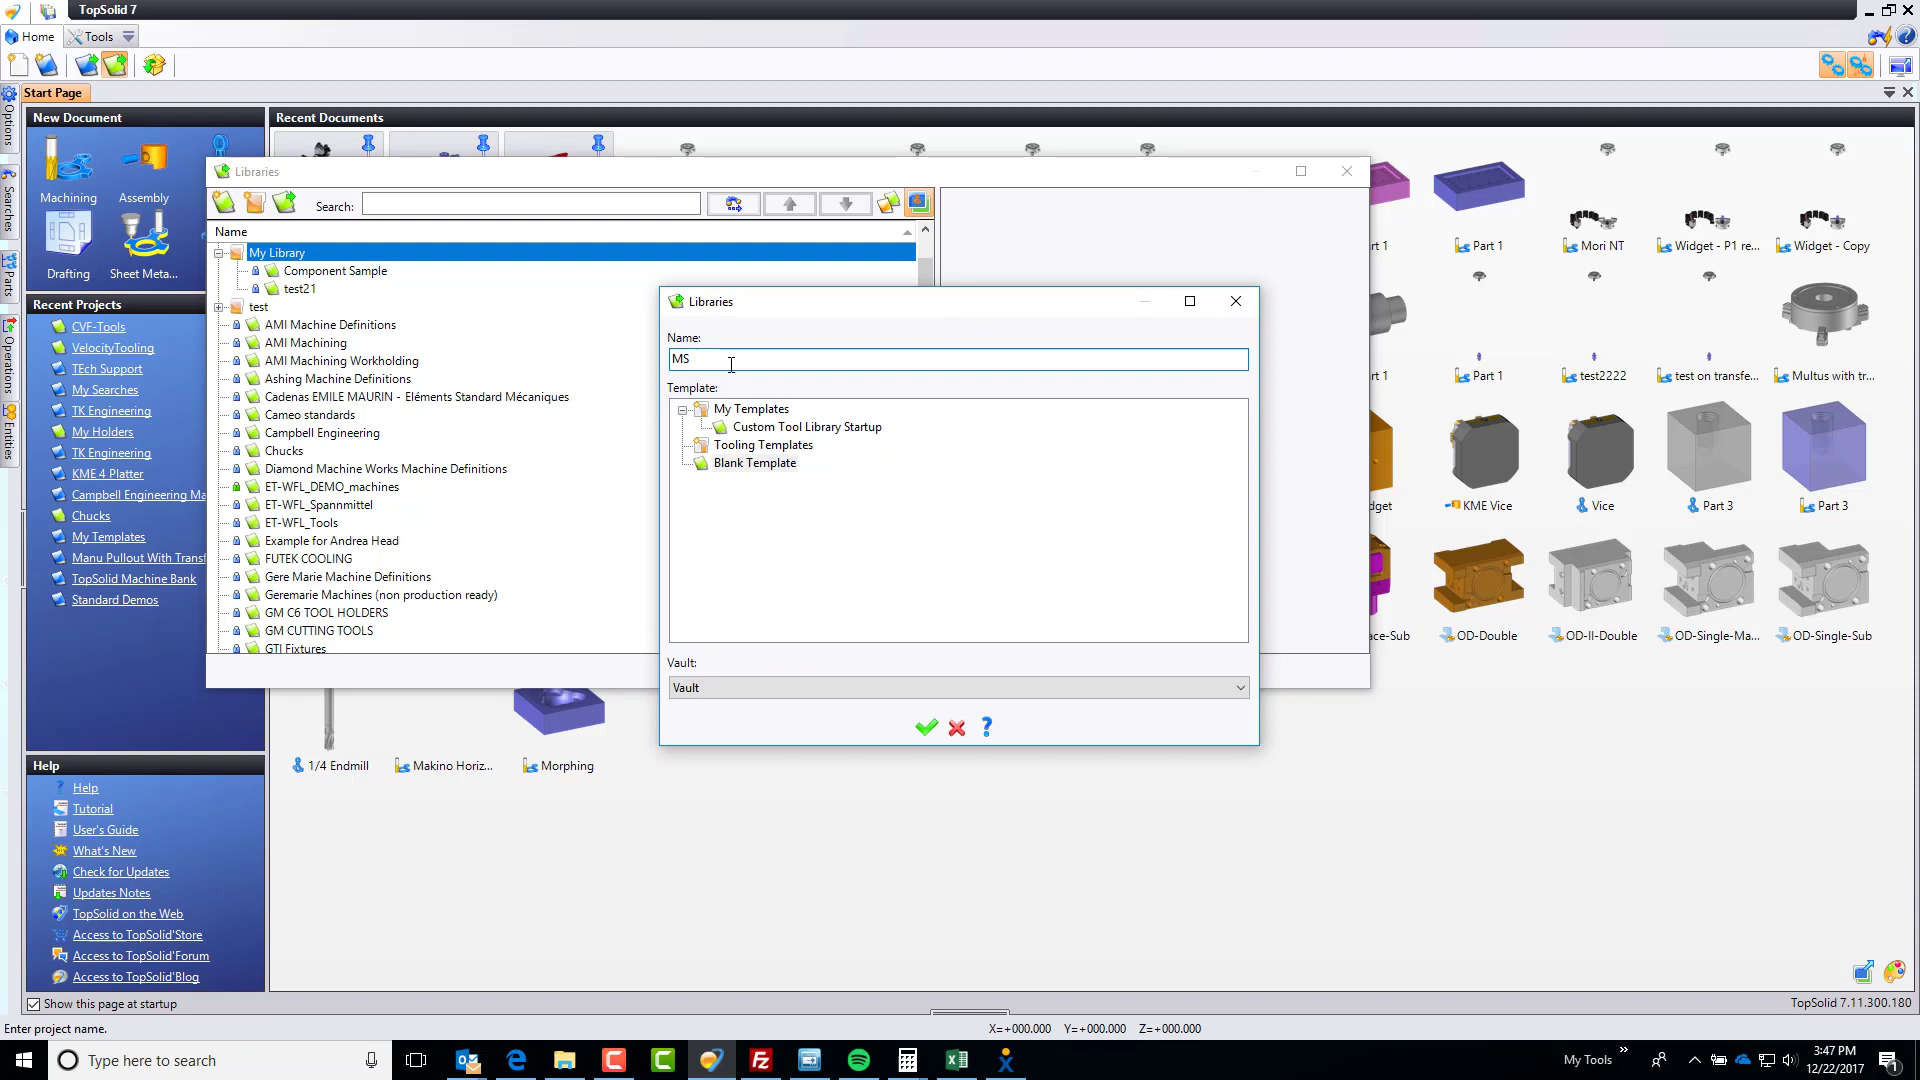 TopSolid 7
Home
Tools
Start Page
Options
Searches
Parts
Operations
Entities
New Document
Machining
Assembly
Drafting
Sheet Meta...
Recent Projects
CVF-Tools
VelocityTooling
TEch Support
My Searches
TK Engineering
My Holders
TK Engineering
KME 4 Platter
Campbell Engineering Ma
Chucks
My Templates
Manu Pullout With Transf
TopSolid Machine Bank
Standard Demos
Help
Help
Tutorial
User's Guide
What's New
Check for Updates
Updates Notes
TopSolid on the Web
Access to TopSolid'Store
Access to TopSolid'Forum
Access to TopSolid'Blog
Show this page at startup
Recent Documents
Libraries
Search:
Name
My Library
Component Sample
test21
test
AMI Machine Definitions
AMI Machining
AMI Machining Workholding
Ashing Machine Definitions
Cadenas EMILE MAURIN - Eléments Standard Mécaniques
Cameo standards
Campbell Engineering
Chucks
Diamond Machine Works Machine Definitions
ET-WFL_DEMO_machines
ET-WFL_Spannmittel
ET-WFL_Tools
Example for Andrea Head
FUTEK COOLING
Gere Marie Machine Definitions
Geremarie Machines (non production ready)
GM C6 TOOL HOLDERS
GM CUTTING TOOLS
GTI Fixtures
Libraries
Name:
MS
Template:
My Templates
Custom Tool Library Startup
Tooling Templates
Blank Template
Vault:
Vault
art 1
Part 1
Mori NT
Widget - P1 re...
Widget - Copy
art 1
Part 1
test2222
test on transfe...
Multus with tr...
dget
KME Vice
Vice
Part 3
Part 3
ace-Sub
OD-Double
OD-II-Double
OD-Single-Ma...
OD-Single-Sub
1/4 Endmill
Makino Horiz...
Morphing
TopSolid 7.11.300.180
Enter project name.
X=+000.000 Y=+000.000 Z=+000.000
Type here to search
My Tools
3:47 PM
12/22/2017